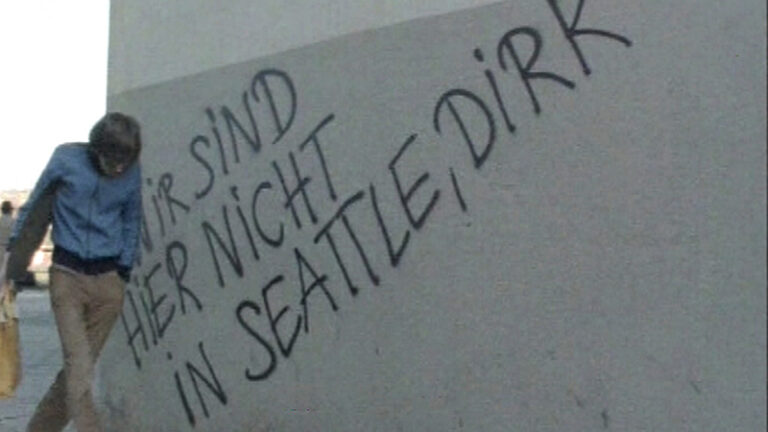 WIR SIND
HIER NICHT
IN SEATTLE, DIRK